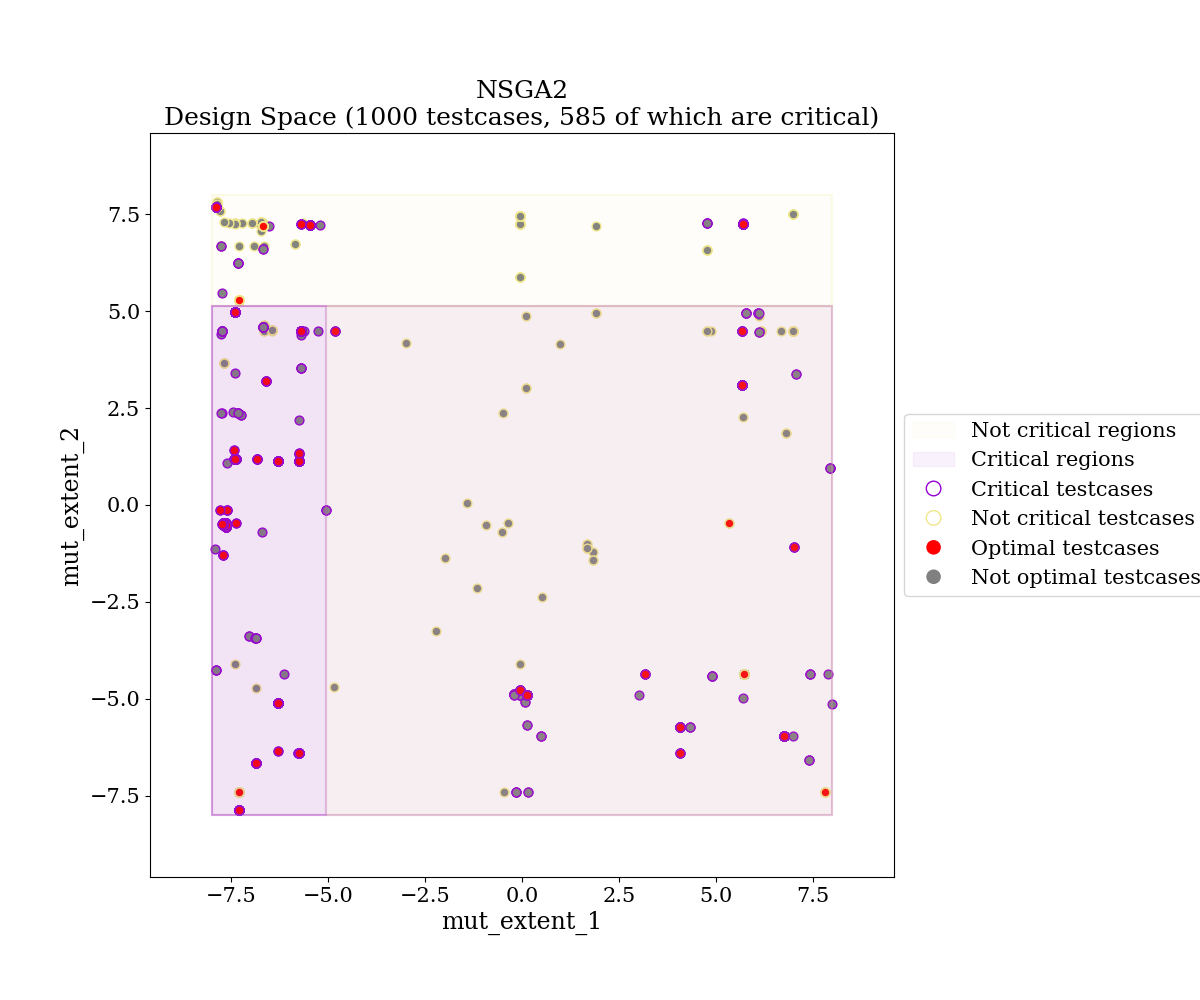 NSGA2
Design Space (1000 testcases, 585 of which are critical)
7.5
5.0
2.5
0.0
−2.5
−5.0
−7.5
mut_extent_2
−7.5
−5.0
−2.5
0.0
2.5
5.0
7.5
mut_extent_1
Not critical regions
Critical regions
Critical testcases
Not critical testcases
Optimal testcases
Not optimal testcases